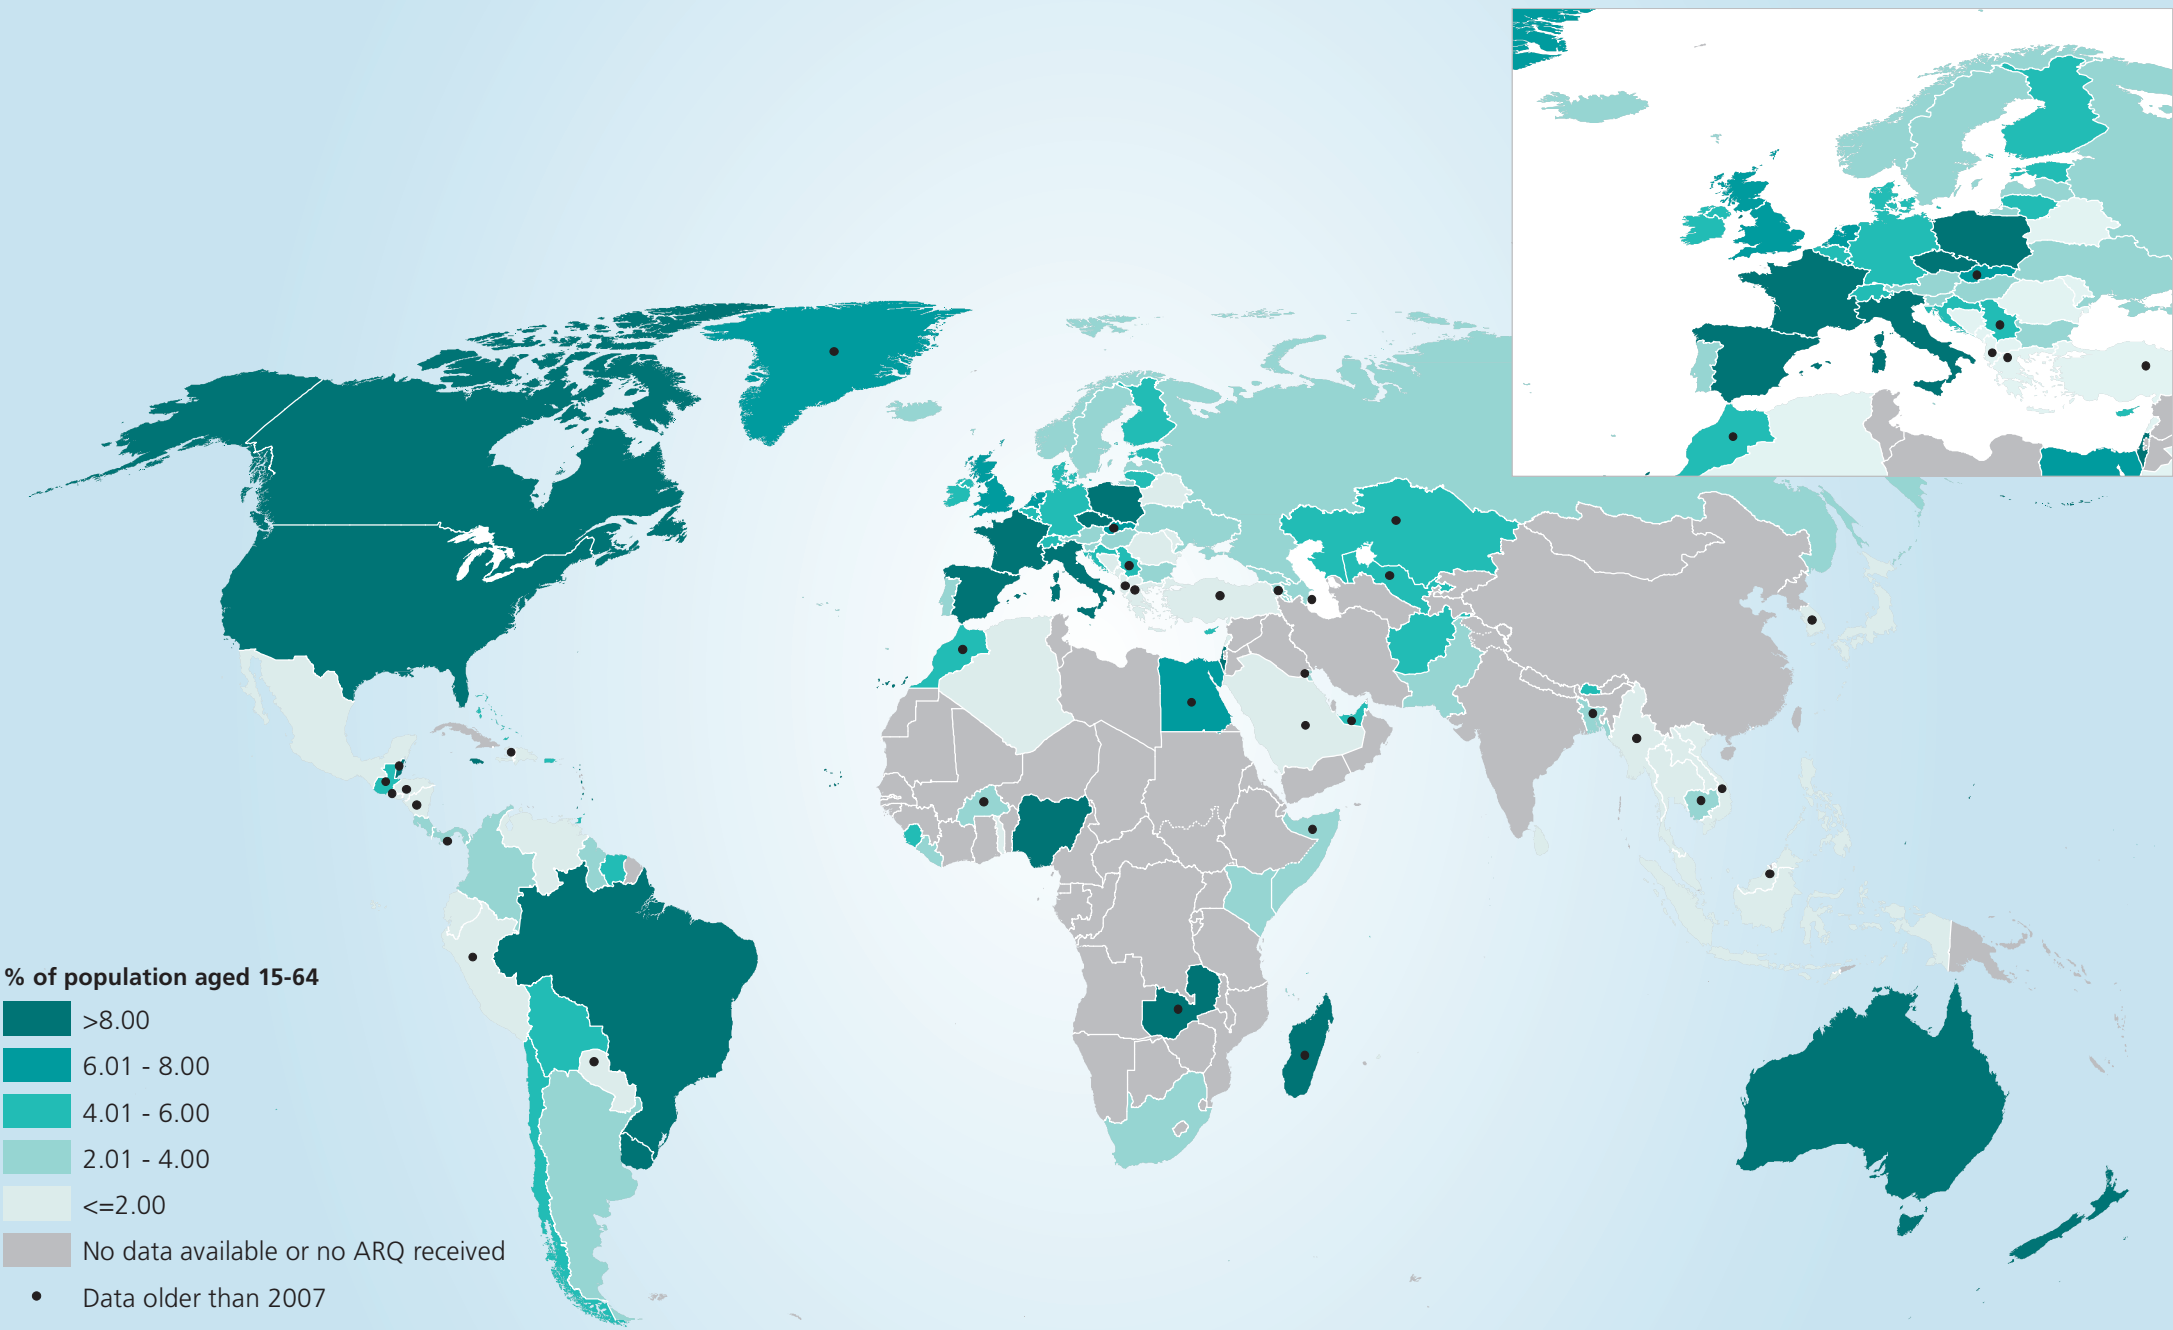 % of population aged 15-64
>8.00
6.01 - 8.00
4.01 - 6.00
2.01 - 4.00
<=2.00
No data available or no ARQ received
Data older than 2007